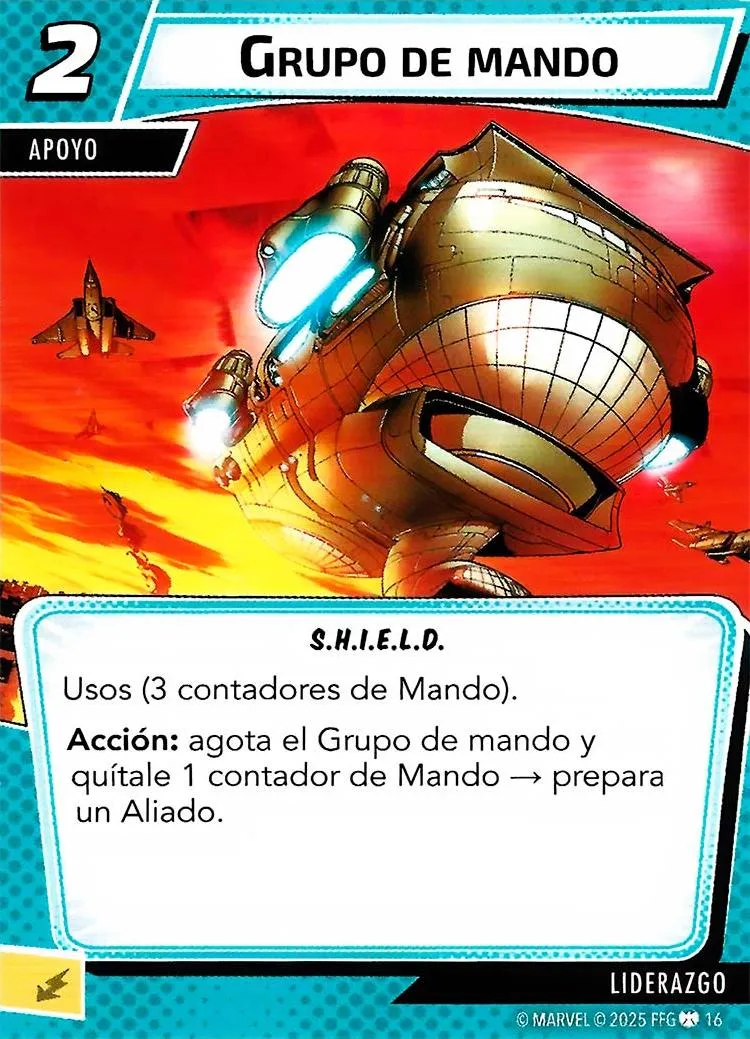 2
GRUPO DE MANDO
APOYO
S.H.I.E.L.D.
Usos (3 contadores de Mando).
Acción: agota el Grupo de mando y
quítale 1 contador de Mando → prepara
un Aliado.
LIDERAZGO
© MARVEL © 2025 FFG 16